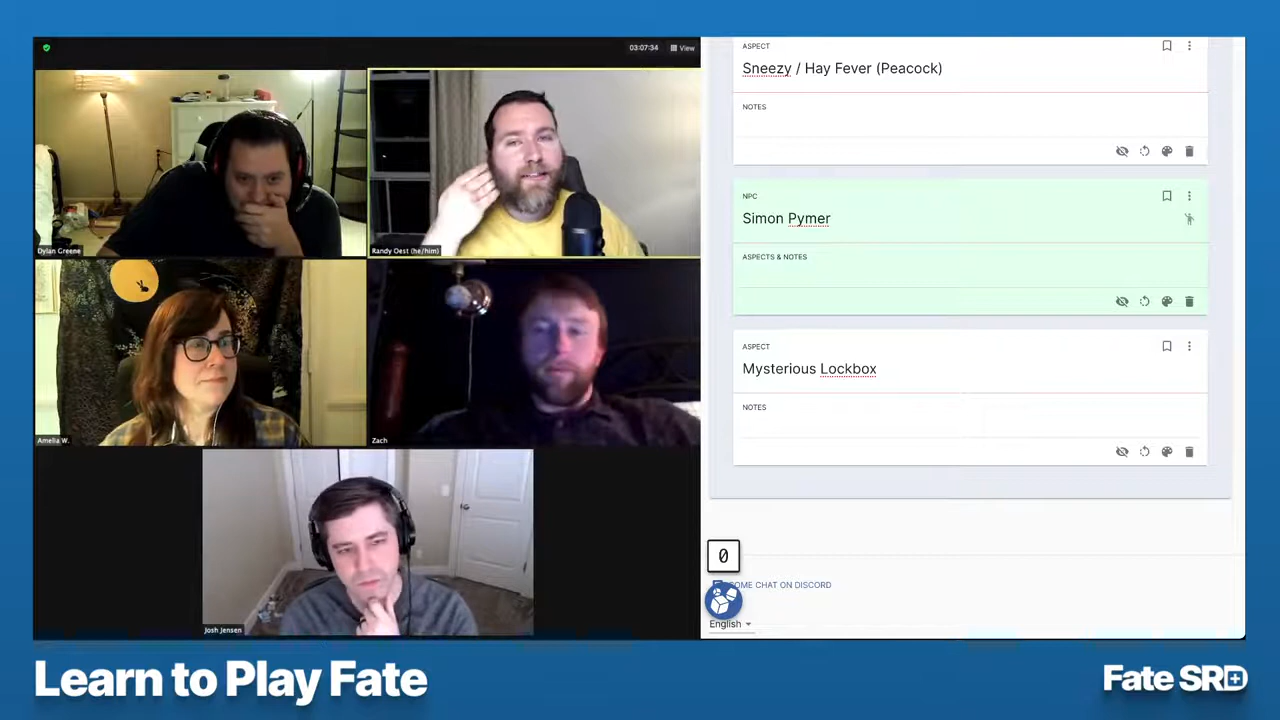 03:07:34
View
Dylan Greene
Randy Oest (he/him)
Amelia W.
Zach
Josh Jensen
ASPECT
Sneezy / Hay Fever (Peacock)
NOTES
NPC
Simon Pymer
ASPECTS & NOTES
ASPECT
Mysterious Lockbox
NOTES
0
OME CHAT ON DISCORD
English
Learn to Play Fate
Fate SRD